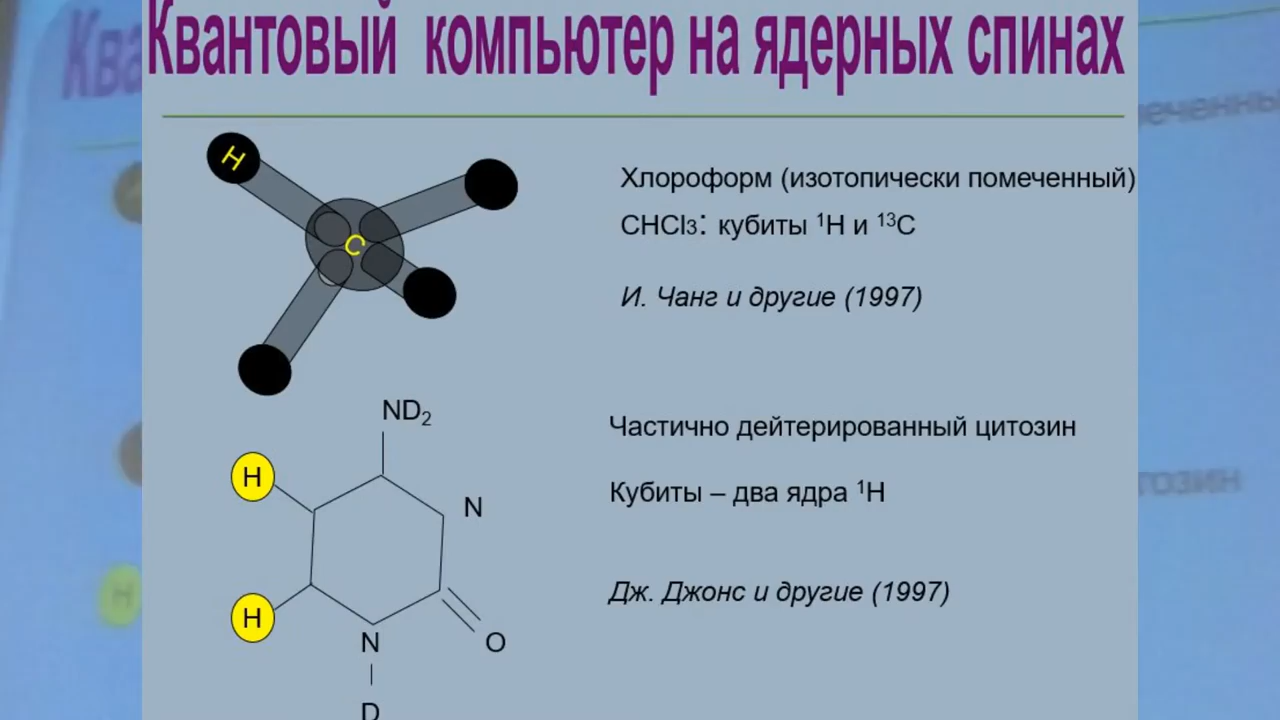 Квантовый компьютер на ядерных спинах
H
C
Хлороформ (изотопически помеченный)
CHCl₃: кубиты ¹H и ¹³C
И. Чанг и другие (1997)
ND₂
H
N
H
N
O
D
Частично дейтерированный цитозин
Кубиты – два ядра ¹H
Дж. Джонс и другие (1997)